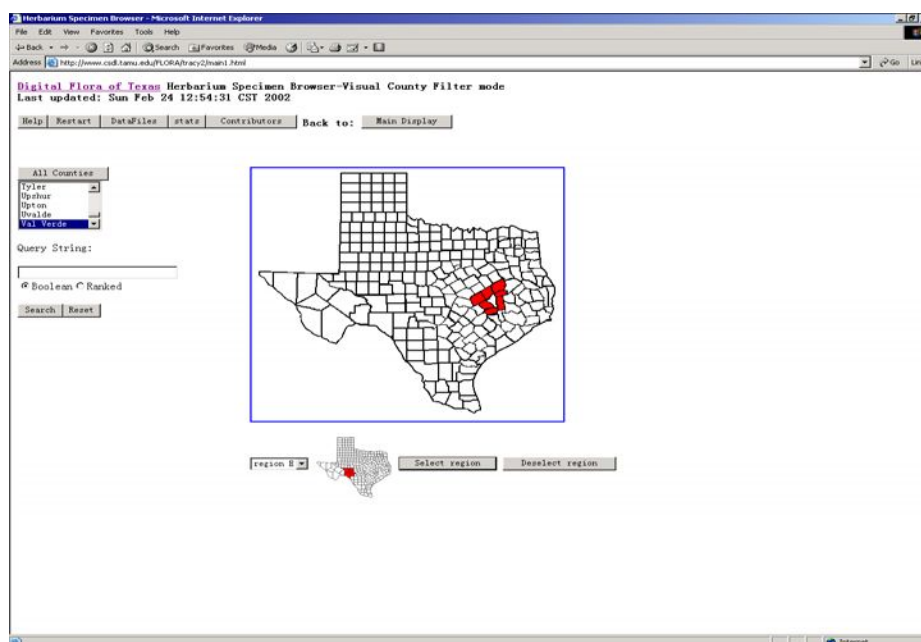 Herbarium Specimen Browser - Microsoft Internet Explorer
File Edit View Favorites Tools Help
Back Search Favorites Media
Address http://www.csdl.tamu.edu/FLORA/tracy2/main1.html Go
Digital Flora of Texas Herbarium Specimen Browser-Visual County Filter mode
Last updated: Sun Feb 24 12:54:31 CST 2002
Help Restart DataFiles stats Contributors Back to: Main Display
All Counties
Tyler
Upshur
Upton
Uvalde
Val Verde
Query String:
Boolean Ranked
Search Reset
region E Select region Deselect region
Internet